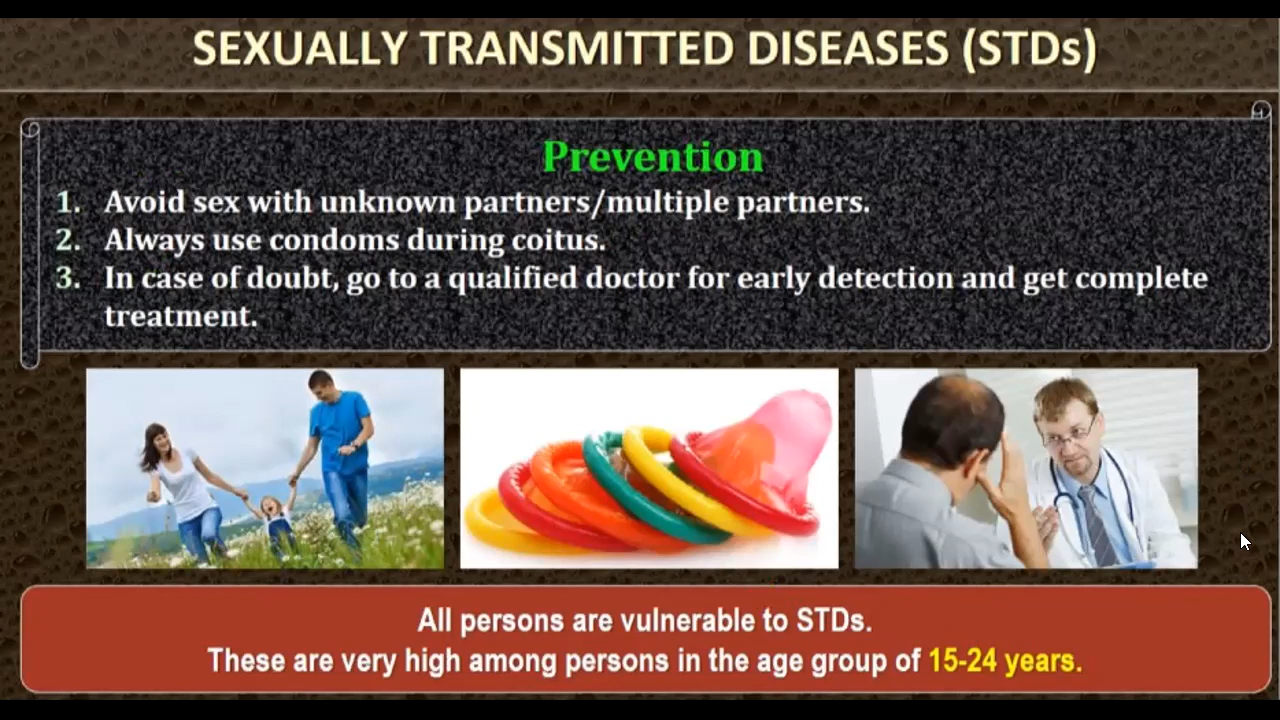 SEXUALLY TRANSMITTED DISEASES (STDs)
Prevention
1. Avoid sex with unknown partners/multiple partners.
2. Always use condoms during coitus.
3. In case of doubt, go to a qualified doctor for early detection and get complete
treatment.
All persons are vulnerable to STDs.
These are very high among persons in the age group of 15-24 years.